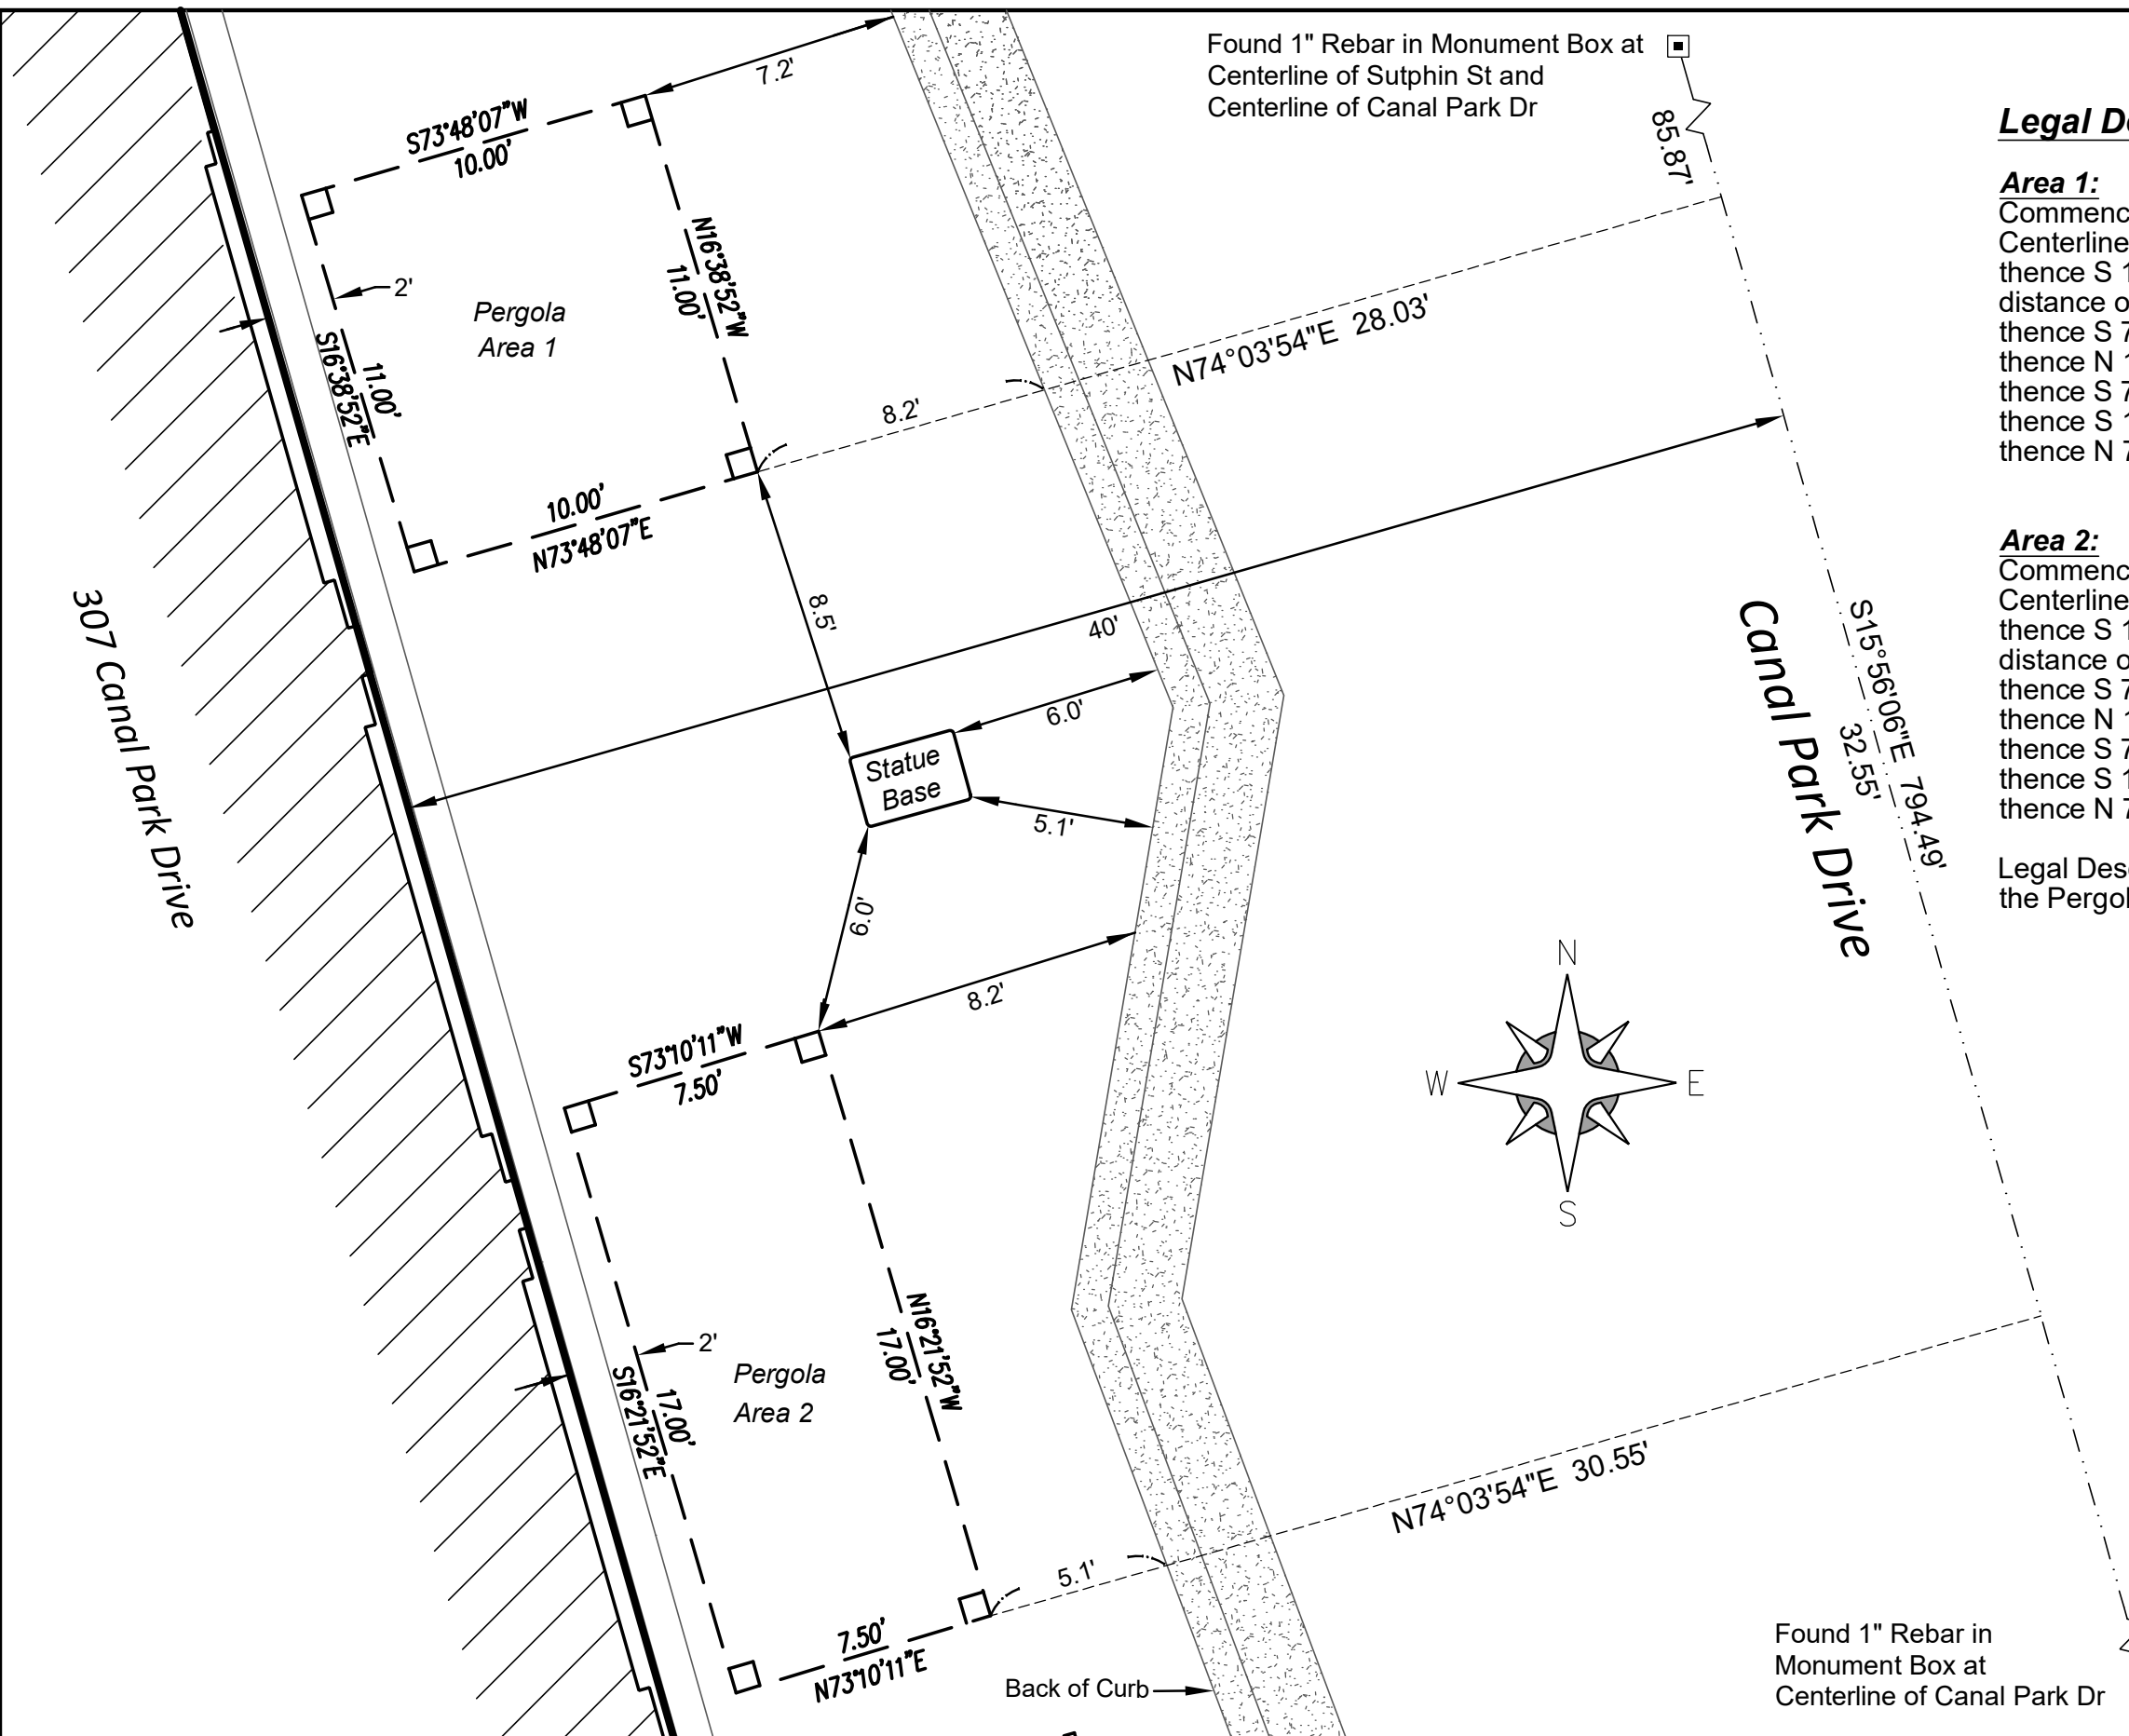 Found 1" Rebar in Monument Box at
Centerline of Sutphin St and
Centerline of Canal Park Dr
85.87'
7.2'
S73°48'07"W
10.00'
N16°38'52"W
11.00'
2'
Pergola
Area 1
S16°38'52"E
11.00'
8.2'
N74°03'54"E 28.03'
10.00'
N73°48'07"E
8.5'
40'
307 Canal Park Drive
6.0'
Statue
Base
5.1'
6.0'
8.2'
Canal Park Drive
S15°56'06"E 794.49'
32.55'
N
W
E
S
S73°10'11"W
7.50'
N16°21'52"W
17.00'
2'
Pergola
Area 2
S16°21'52"E
17.00'
5.1'
N74°03'54"E 30.55'
7.50'
N73°10'11"E
Back of Curb
Found 1" Rebar in
Monument Box at
Centerline of Canal Park Dr
Legal
Area 1:
Commenc
Centerline
thence S 1
distance o
thence S 7
thence N 1
thence S 7
thence S 1
thence N 7
Area 2:
Commenc
Centerline
thence S 1
distance o
thence S 7
thence N 1
thence S 7
thence S 1
thence N 7
Legal Des
the Pergol